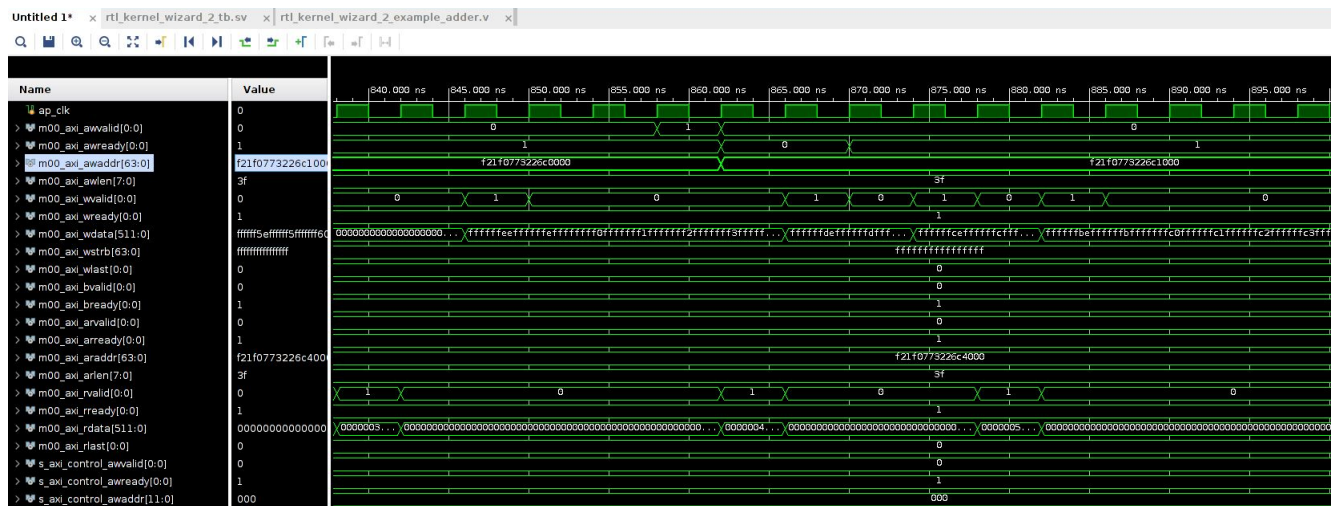 Untitled 1* × rtl_kernel_wizard_2_tb.sv × rtl_kernel_wizard_2_example_adder.v ×
Name Value 840.000 ns 845.000 ns 850.000 ns 855.000 ns 860.000 ns 865.000 ns 870.000 ns 875.000 ns 880.000 ns 885.000 ns 890.000 ns 895.000 ns
ap_clk 0
m00_axi_awvalid[0:0] 0 0 1 0
m00_axi_awready[0:0] 1 1 0 1
m00_axi_awaddr[63:0] f21f0773226c100 f21f0773226c0000 f21f0773226c1000
m00_axi_awlen[7:0] 3f 3f
m00_axi_wvalid[0:0] 0 0 1 0 1 0 1 0 1 0
m00_axi_wready[0:0] 1 1
m00_axi_wdata[511:0] ffffff5effffff5fffffff60 0000000000000000... ffffffeeffffffeffffffff0fffffff1fffffff2fffffff3fffff... ffffffdeffffffdfff... ffffffceffffffcfff... ffffffbeffffffbfffffffc0ffffffc1ffffffc2ffffffc3fff
m00_axi_wstrb[63:0] ffffffffffffffff ffffffffffffffff
m00_axi_wlast[0:0] 0 0
m00_axi_bvalid[0:0] 0 0
m00_axi_bready[0:0] 1 1
m00_axi_arvalid[0:0] 0 0
m00_axi_arready[0:0] 1 1
m00_axi_araddr[63:0] f21f0773226c400 f21f0773226c4000
m00_axi_arlen[7:0] 3f 3f
m00_axi_rvalid[0:0] 0 1 0 1 0 1 0
m00_axi_rready[0:0] 1 1
m00_axi_rdata[511:0] 00000000000000 0000003... 0000004... 0000005...
m00_axi_rlast[0:0] 0 0
s_axi_control_awvalid[0:0] 0 0
s_axi_control_awready[0:0] 1 1
s_axi_control_awaddr[11:0] 000 000